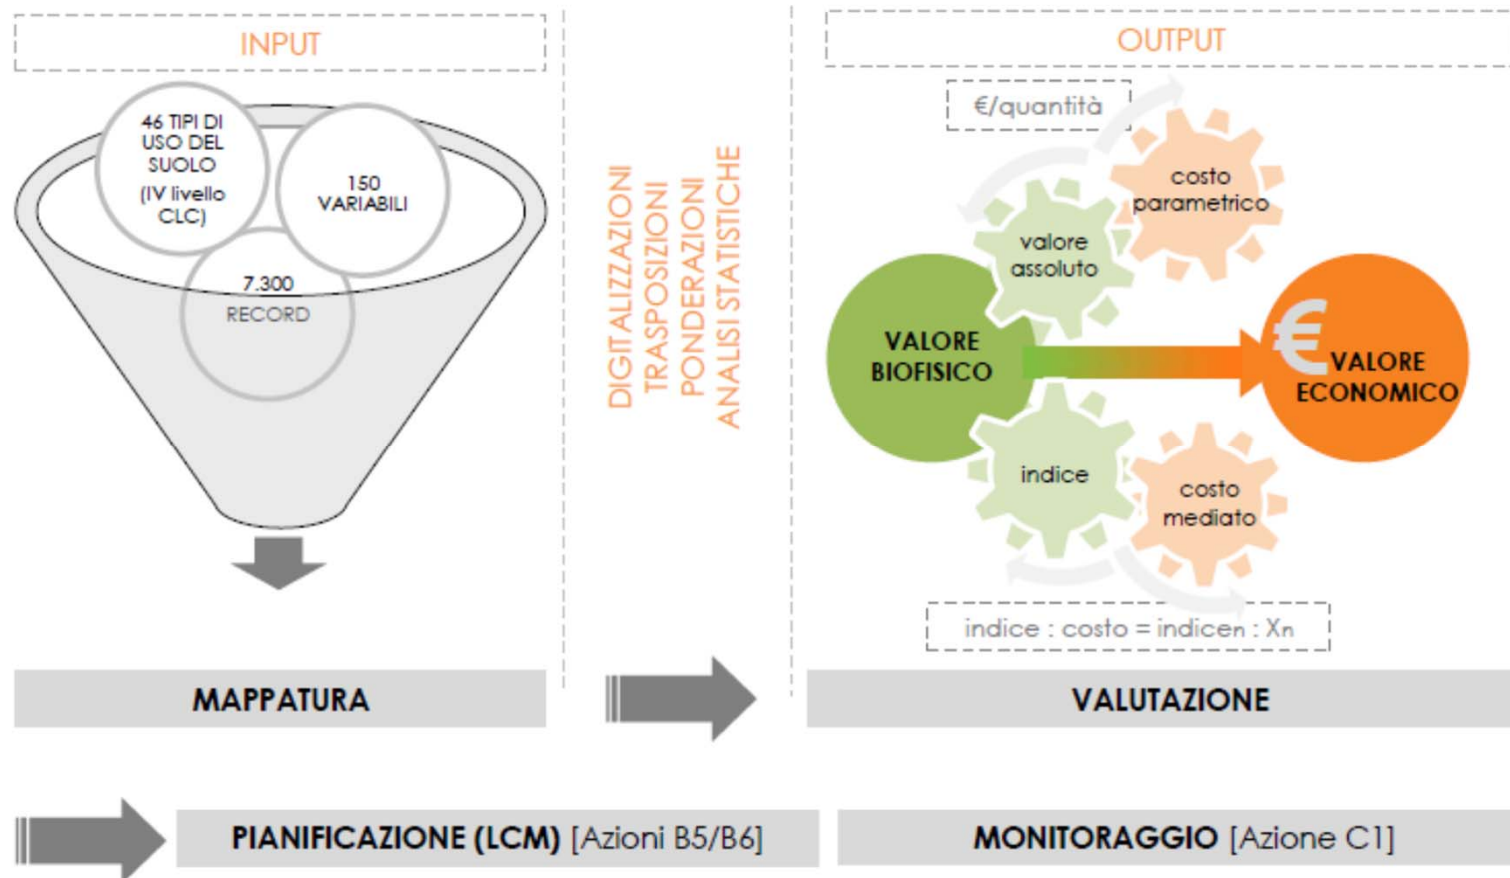 INPUT
46 TIPI DI
USO DEL
SUOLO
(IV livello
CLC)
150
VARIABILI
7.300
RECORD
MAPPATURA
DIGITALIZZAZIONI
TRASPOSIZIONI
PONDERAZIONI
ANALISI STATISTICHE
OUTPUT
€/quantità
costo
parametrico
valore
assoluto
VALORE
BIOFISICO
€
VALORE
ECONOMICO
indice
costo
mediato
indice : costo = indicen : Xn
VALUTAZIONE
PIANIFICAZIONE (LCM) [Azioni B5/B6]
MONITORAGGIO [Azione C1]